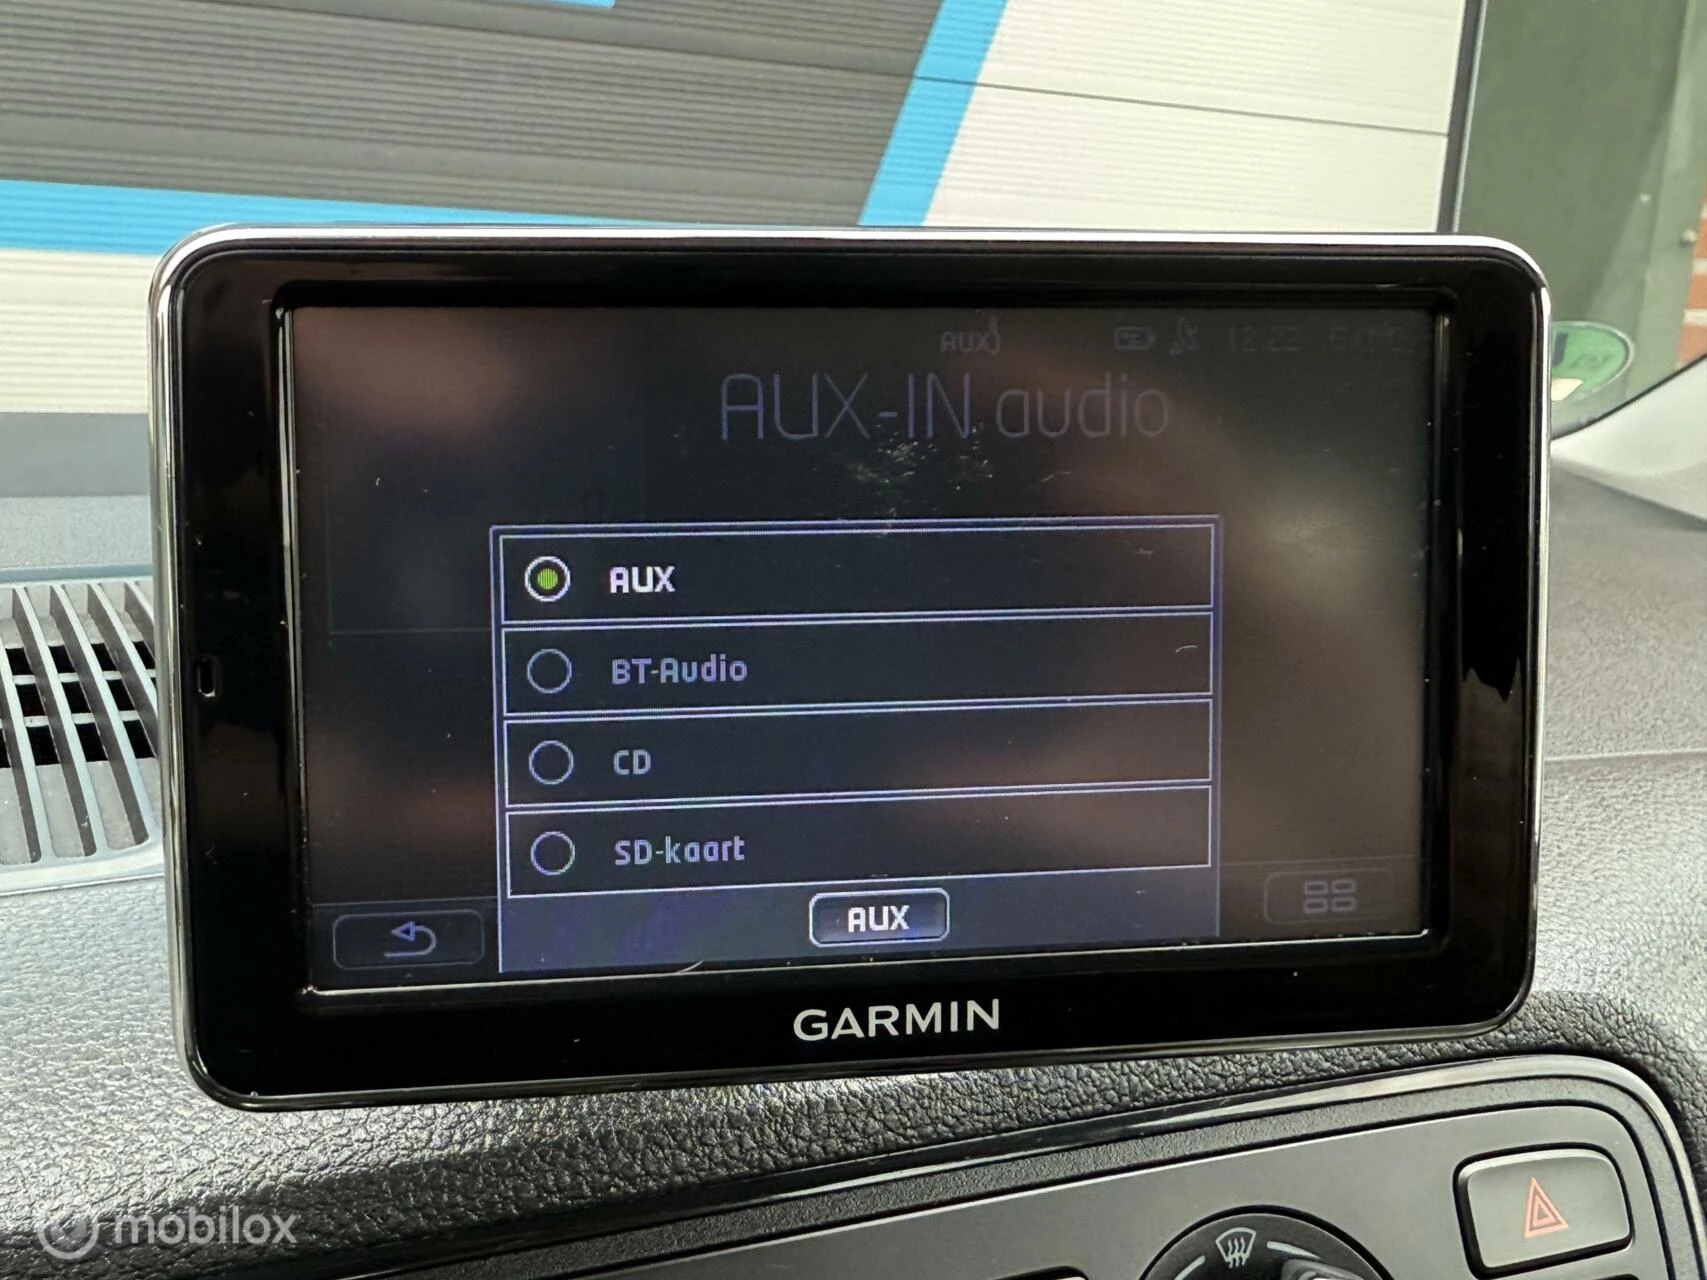 AUX
12:22
AUX-IN audio
AUX
BT-Audio
CD
SD-kaart
AUX
GARMIN
mobilox